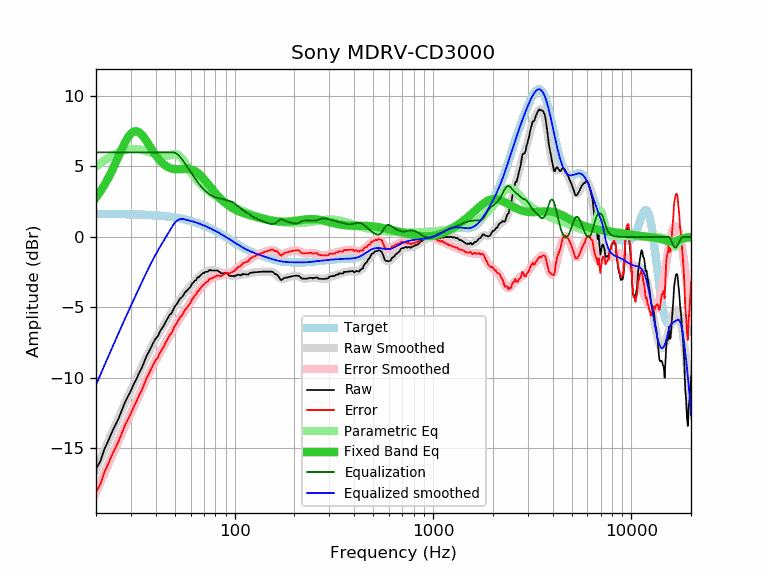 Sony MDRV-CD3000
10
5
0
−5
−10
−15
Amplitude (dBr)
Target
Raw Smoothed
Error Smoothed
Raw
Error
Parametric Eq
Fixed Band Eq
Equalization
Equalized smoothed
100 1000 10000
Frequency (Hz)